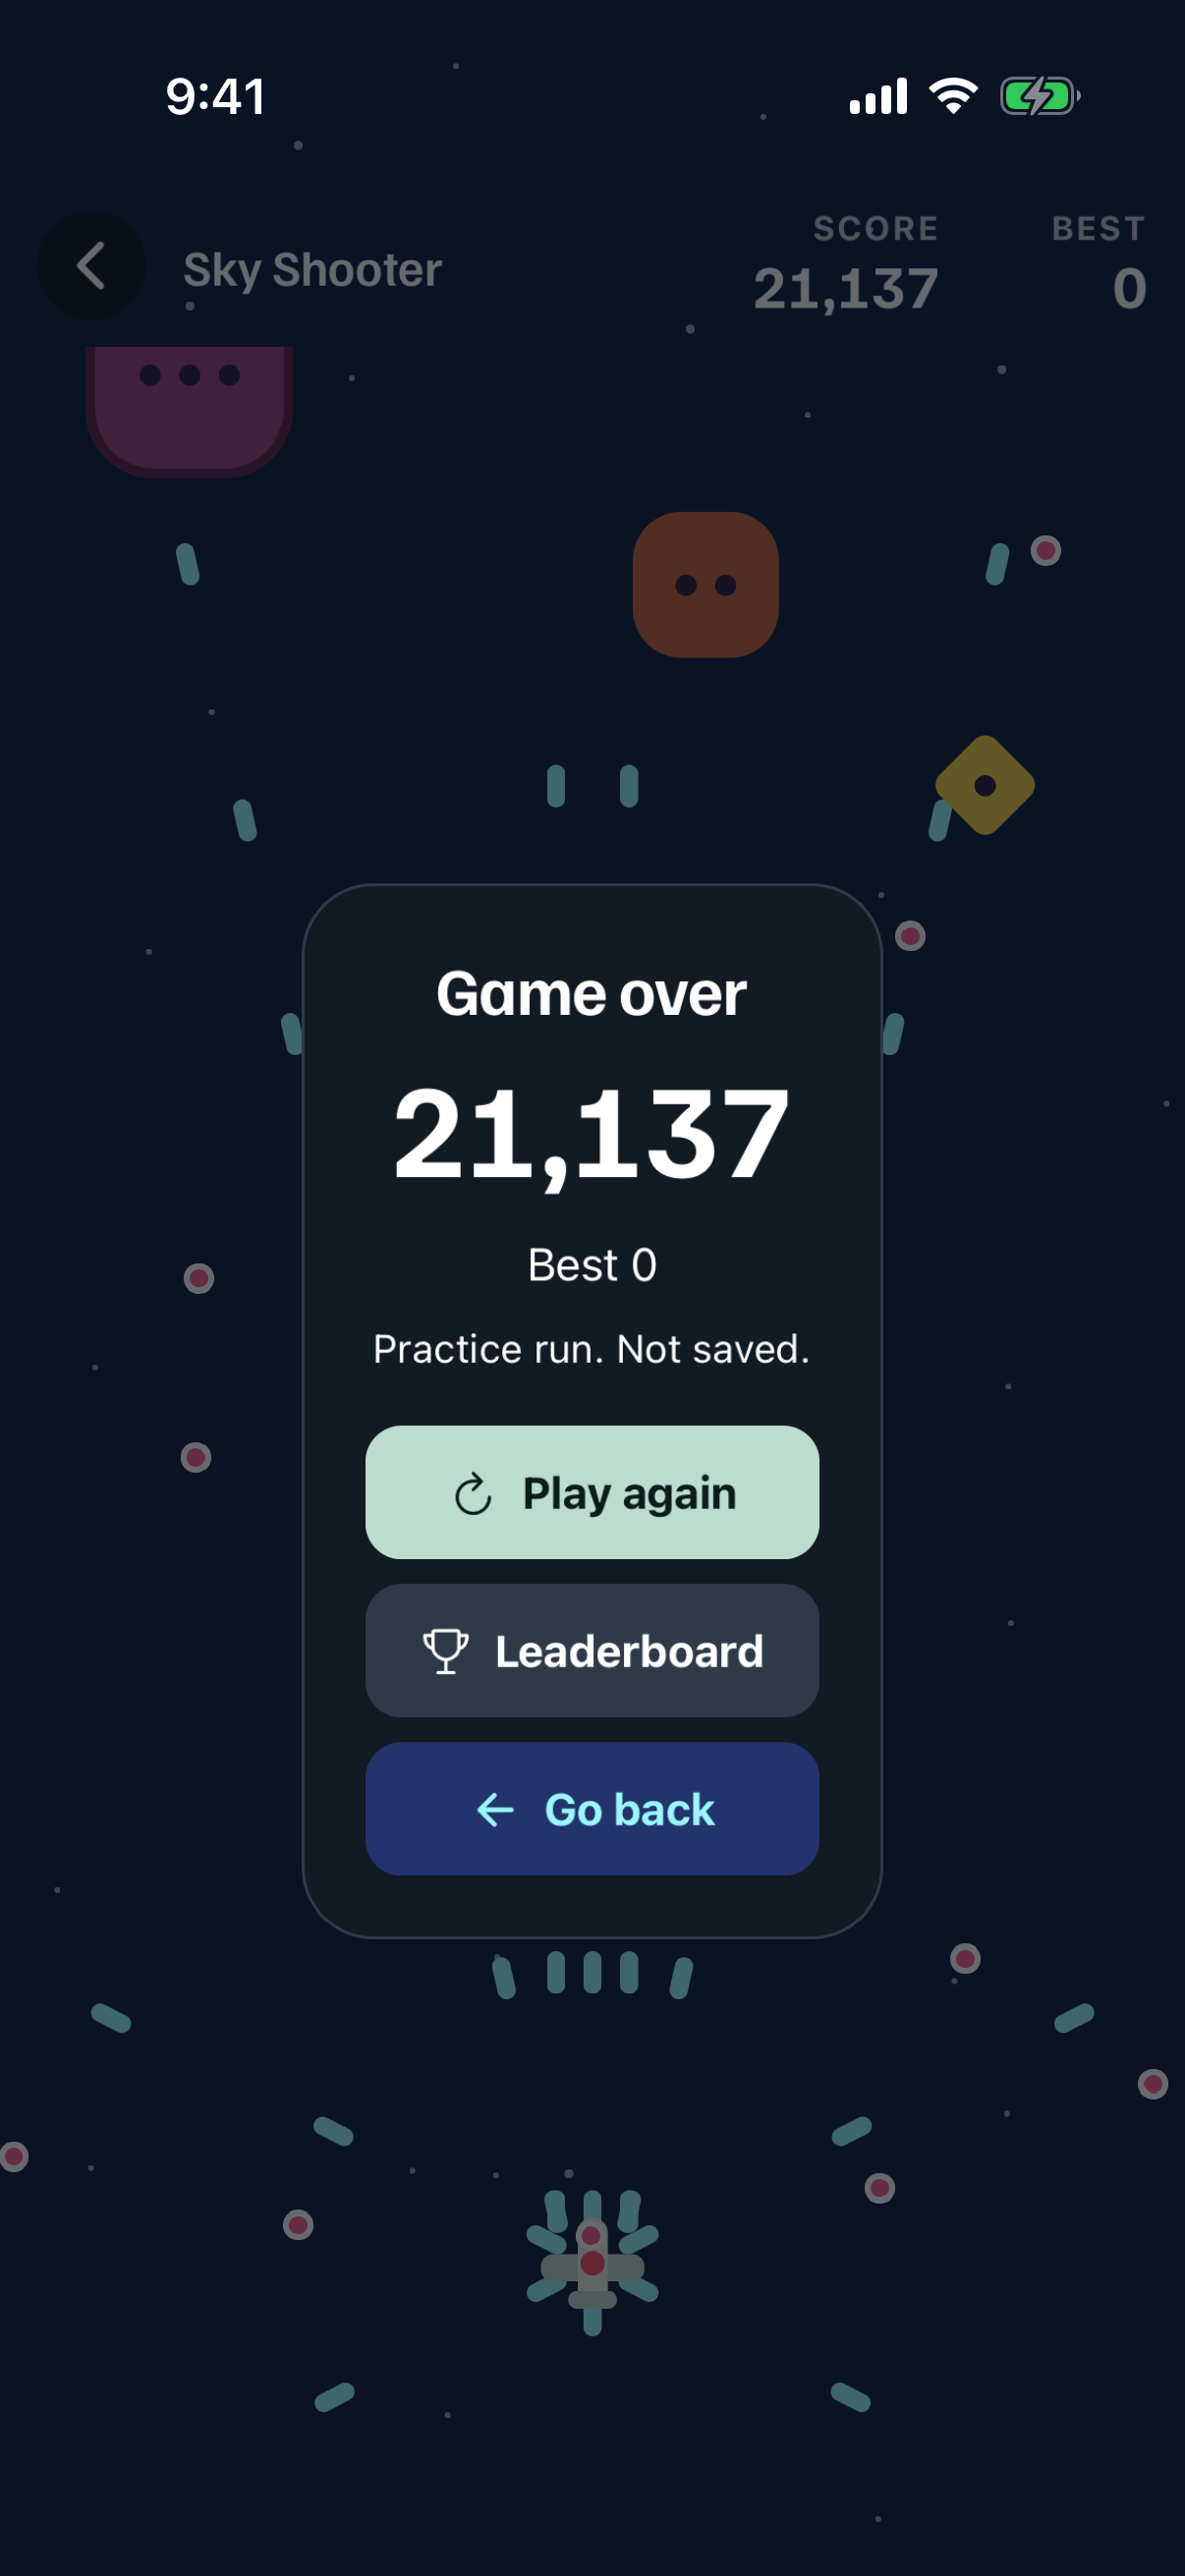 9:41
Sky Shooter
SCORE
21,137
BEST
0
Game over
21,137
Best 0
Practice run. Not saved.
Play again
Leaderboard
Go back